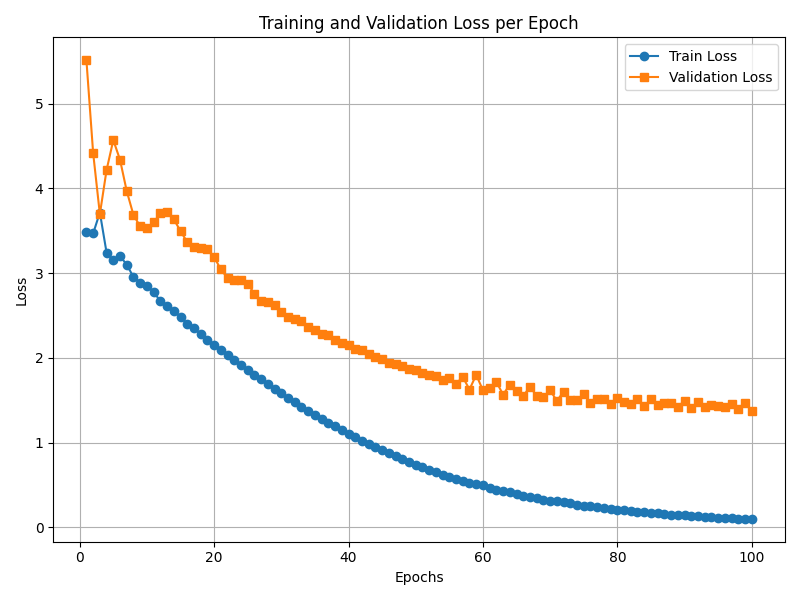 Training and Validation Loss per Epoch
Train Loss
Validation Loss
5
4
3
2
1
0
Loss
0 20 40 60 80 100
Epochs